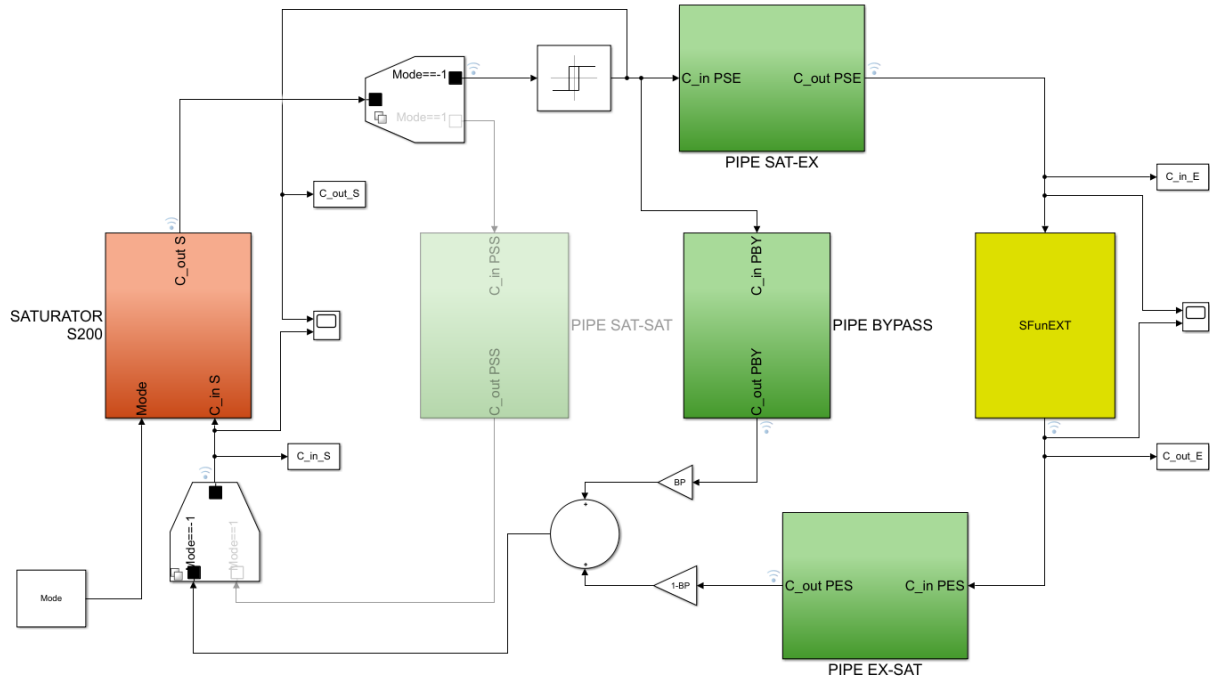 Mode==-1
Mode==1
C_in PSE
C_out PSE
PIPE SAT-EX
C_out_S
C_in_E
C_out S
SATURATOR
S200
Mode
C_in S
C_in PSS
C_out PSS
PIPE SAT-SAT
C_in PBY
C_out PBY
PIPE BYPASS
SFunEXT
C_in_S
C_out_E
BP
Mode==-1
Mode==1
Mode
1-BP
C_out PES
C_in PES
PIPE EX-SAT